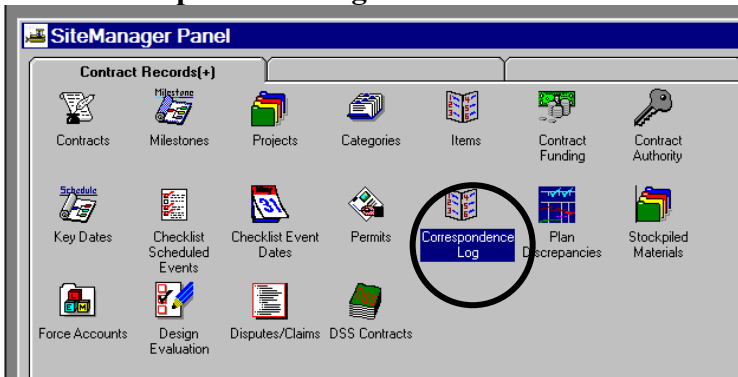 SiteManager Panel
Contract Records(+)
Milestone
Contracts Milestones Projects Categories Items Contract Funding Contract Authority
Schedule
May
31
Key Dates Checklist Scheduled Events Checklist Event Dates Permits Correspondence Log Plan Discrepancies Stockpiled Materials
Force Accounts Design Evaluation Disputes/Claims DSS Contracts